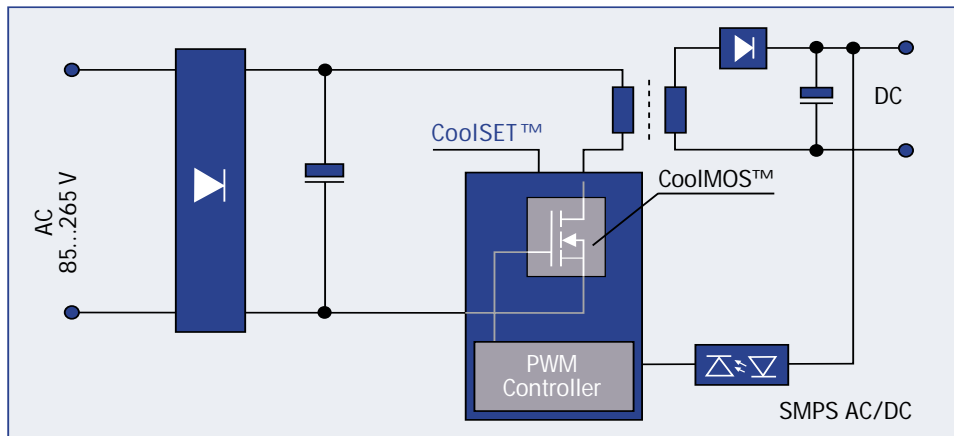 AC
85...265 V
CoolSET™
CoolMOS™
DC
PWM
Controller
SMPS AC/DC